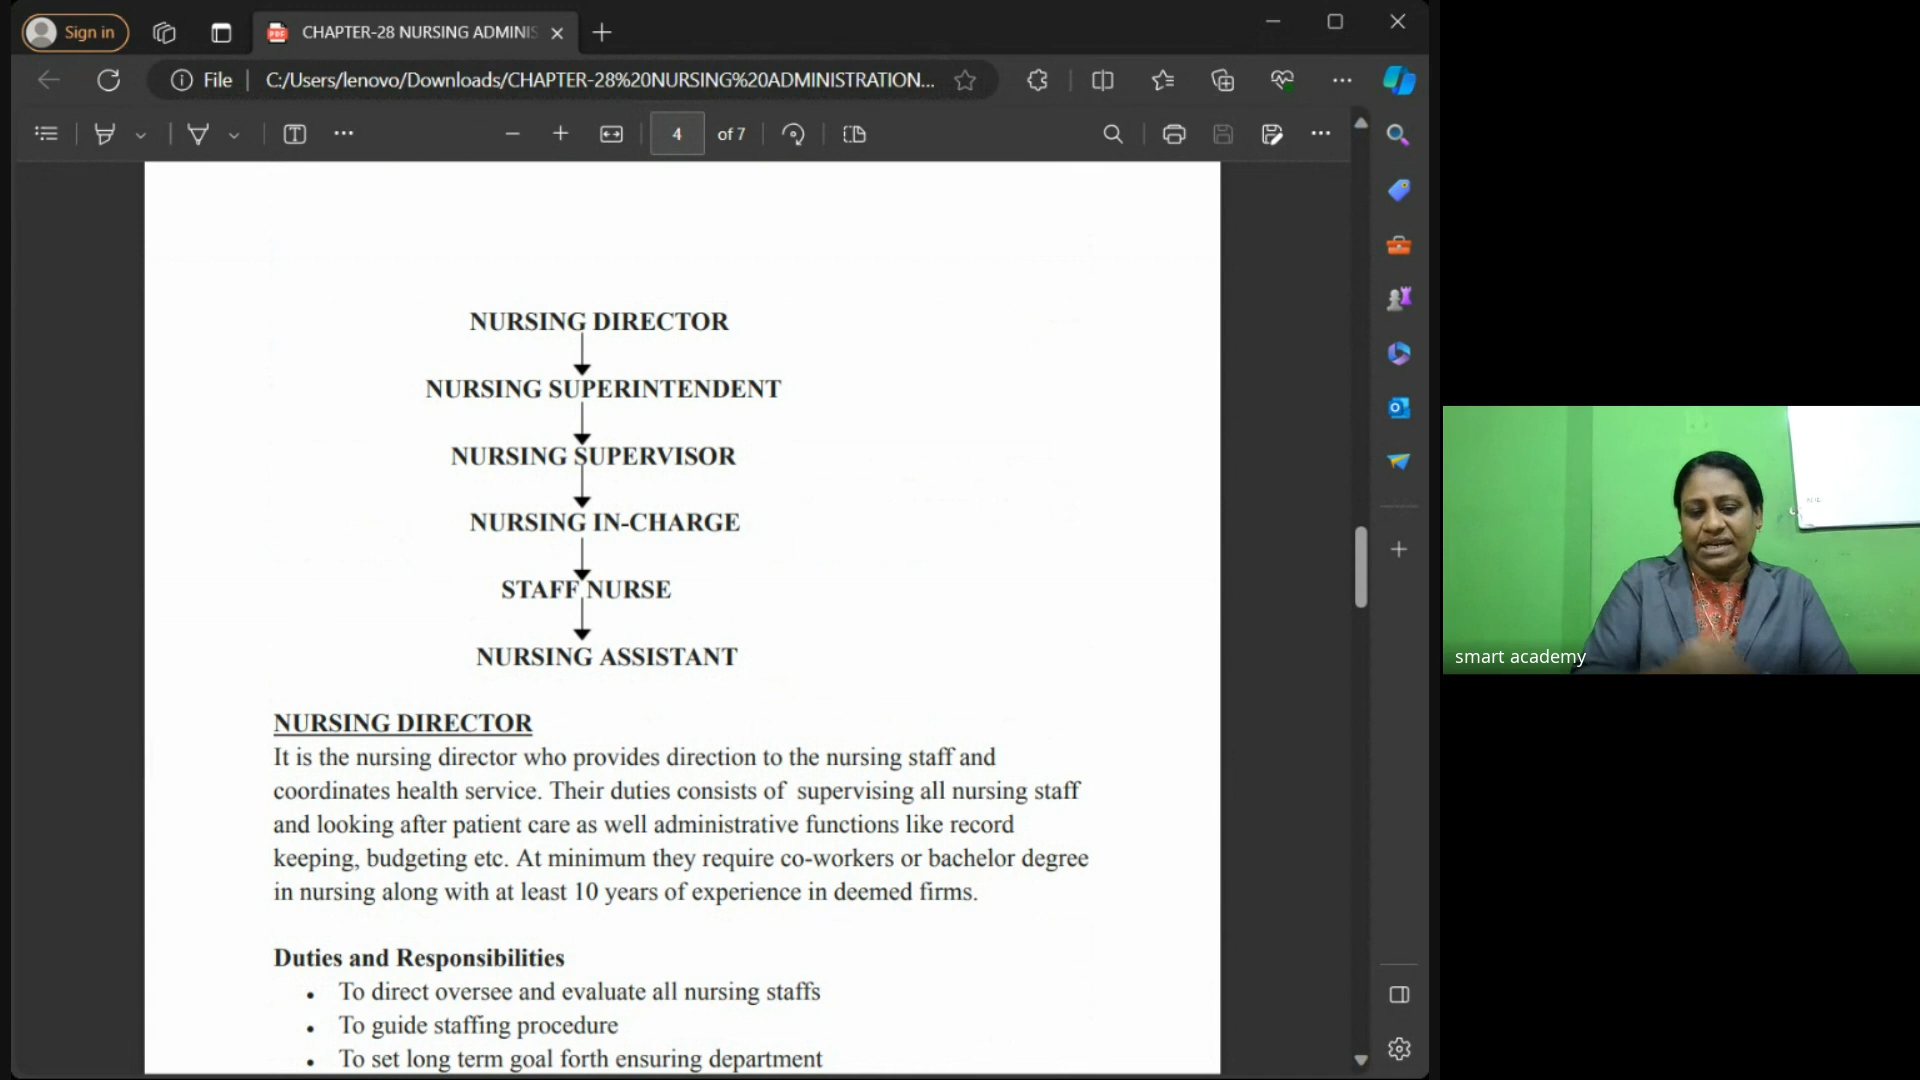 Sign in
CHAPTER-28 NURSING ADMINIS
File
C:/Users/lenovo/Downloads/CHAPTER-28%20NURSING%20ADMINISTRATION...
4 of 7
NURSING DIRECTOR
NURSING SUPERINTENDENT
NURSING SUPERVISOR
NURSING IN-CHARGE
STAFF NURSE
NURSING ASSISTANT
NURSING DIRECTOR
It is the nursing director who provides direction to the nursing staff and
coordinates health service. Their duties consists of supervising all nursing staff
and looking after patient care as well administrative functions like record
keeping, budgeting etc. At minimum they require co-workers or bachelor degree
in nursing along with at least 10 years of experience in deemed firms.
Duties and Responsibilities
• To direct oversee and evaluate all nursing staffs
• To guide staffing procedure
• To set long term goal forth ensuring department
smart academy